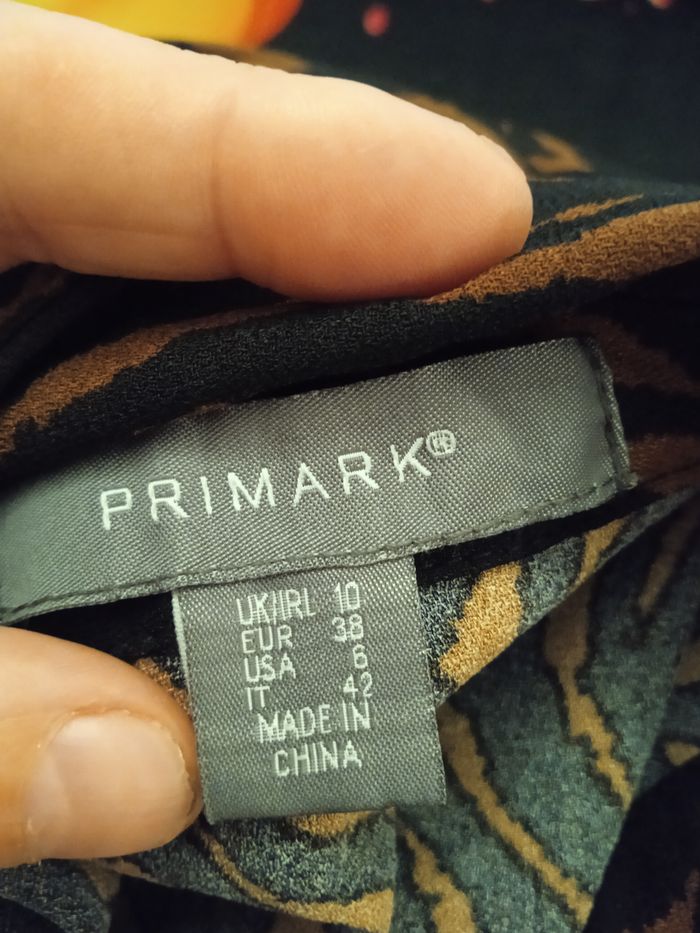 PRIMARK®
UK/IRL 10
EUR 38
USA 6
IT 42
MADE IN
CHINA